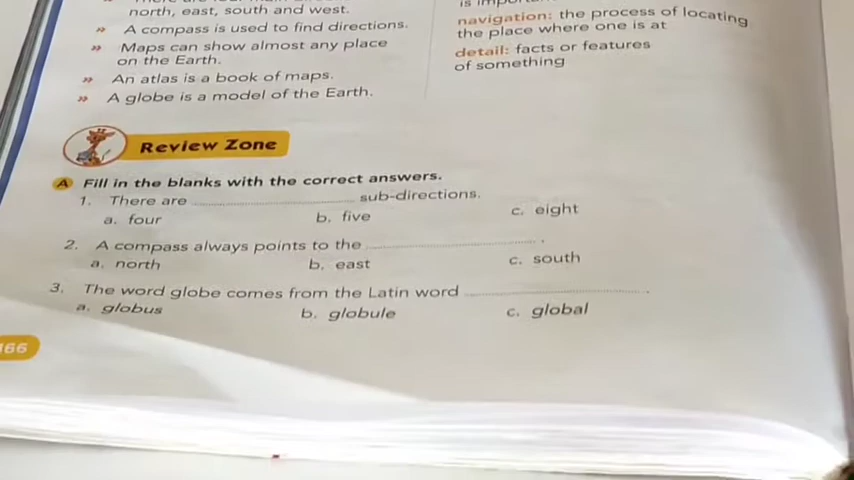 north, east, south and west.
» A compass is used to find directions.
» Maps can show almost any place
on the Earth.
» An atlas is a book of maps.
» A globe is a model of the Earth.
navigation: the process of locating
the place where one is at
detail: facts or features
of something
Review Zone
A Fill in the blanks with the correct answers.
1. There are ........................ sub-directions.
a. four b. five c. eight
2. A compass always points to the ........................ .
a. north b. east c. south
3. The word globe comes from the Latin word ........................ .
a. globus b. globule c. global
166